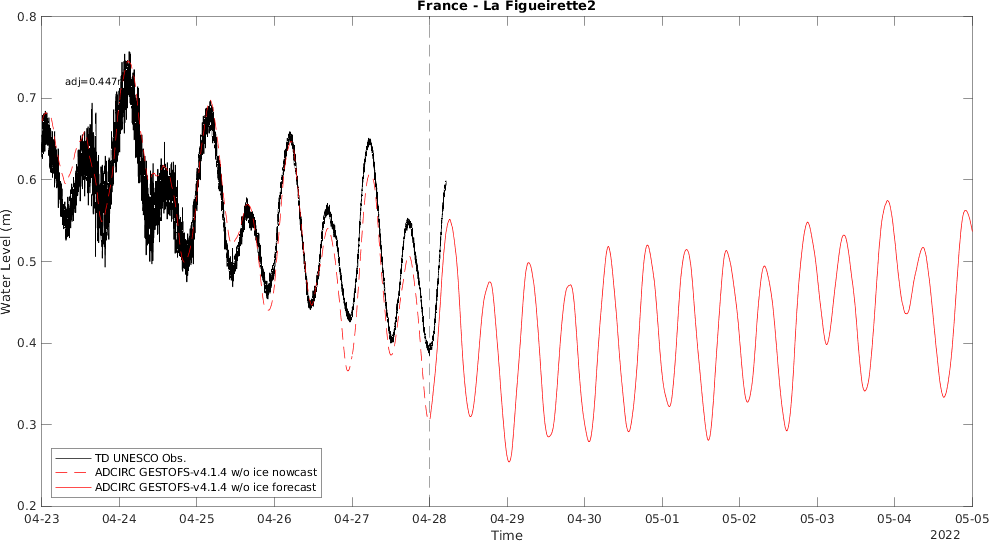 France - La Figueirette2
0.8
0.7
0.6
0.5
0.4
0.3
0.2
Water Level (m)
adj=0.447
TD UNESCO Obs.
ADCIRC GESTOFS-v4.1.4 w/o ice nowcast
ADCIRC GESTOFS-v4.1.4 w/o ice forecast
04-23 04-24 04-25 04-26 04-27 04-28 04-29 04-30 05-01 05-02 05-03 05-04 05-05
Time
2022